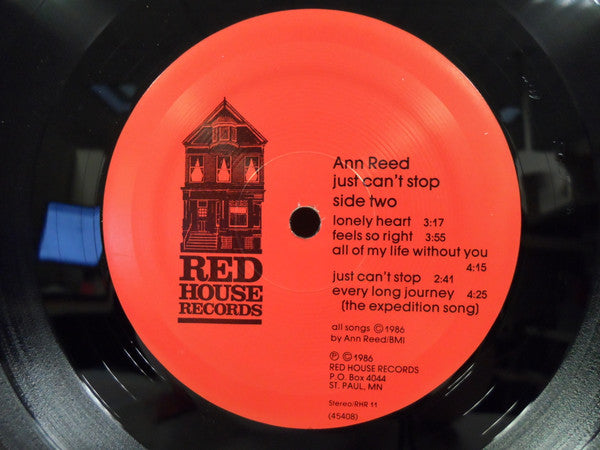 RED
HOUSE
RECORDS
Ann Reed
just can't stop
side two
lonely heart 3:17
feels so right 3:55
all of my life without you
4:15
just can't stop 2:41
every long journey 4:25
(the expedition song)
all songs ©1986
by Ann Reed/BMI
℗©1986
RED HOUSE RECORDS
P.O. Box 4044
ST. PAUL, MN
Stereo/RHR 11
(45408)